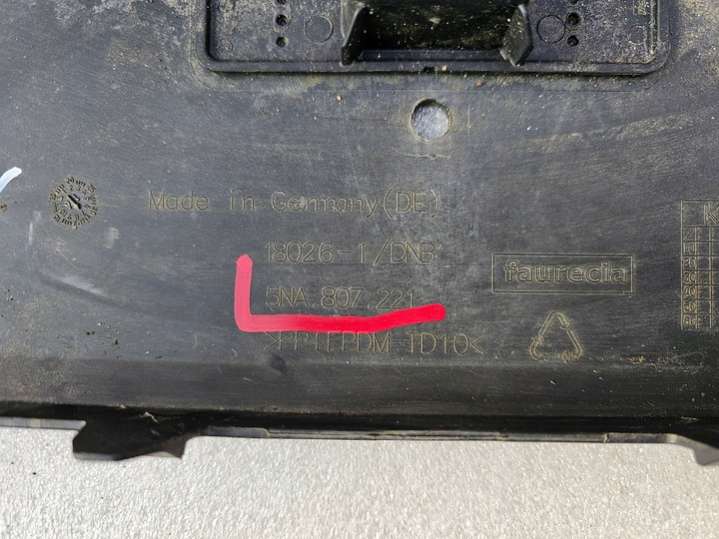 Made in Germany(DE)
18026-1/DNB
faurecia
5NA.807.221
>PP+EPDM-TD10<